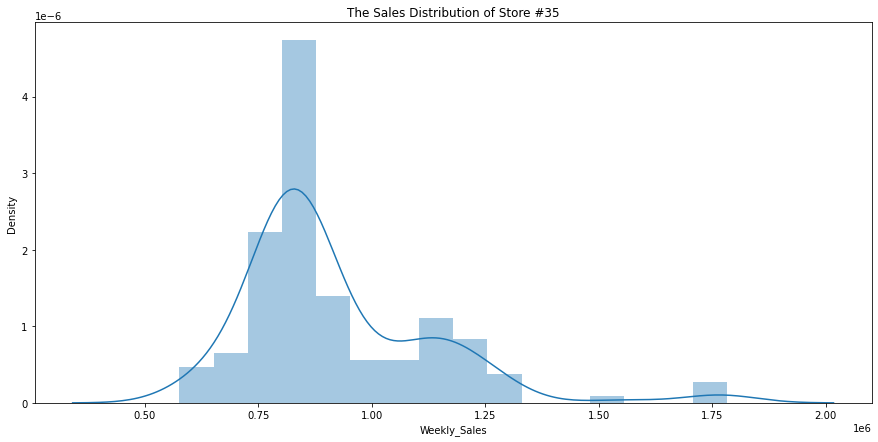 The Sales Distribution of Store #35
1e−6
4
3
2
1
0
Density
0.50 0.75 1.00 1.25 1.50 1.75 2.00
1e6
Weekly_Sales